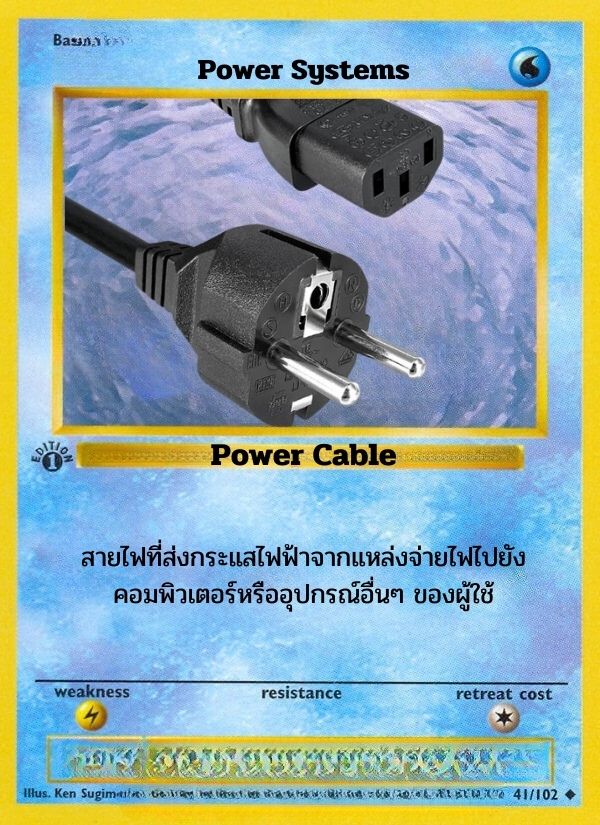 Power Systems
EDITION
1
Power Cable
สายไฟที่ส่งกระแสไฟฟ้าจากแหล่งจ่ายไฟไปยัง
คอมพิวเตอร์หรืออุปกรณ์อื่นๆ ของผู้ใช้
weakness resistance retreat cost
Illus. Ken 41/102